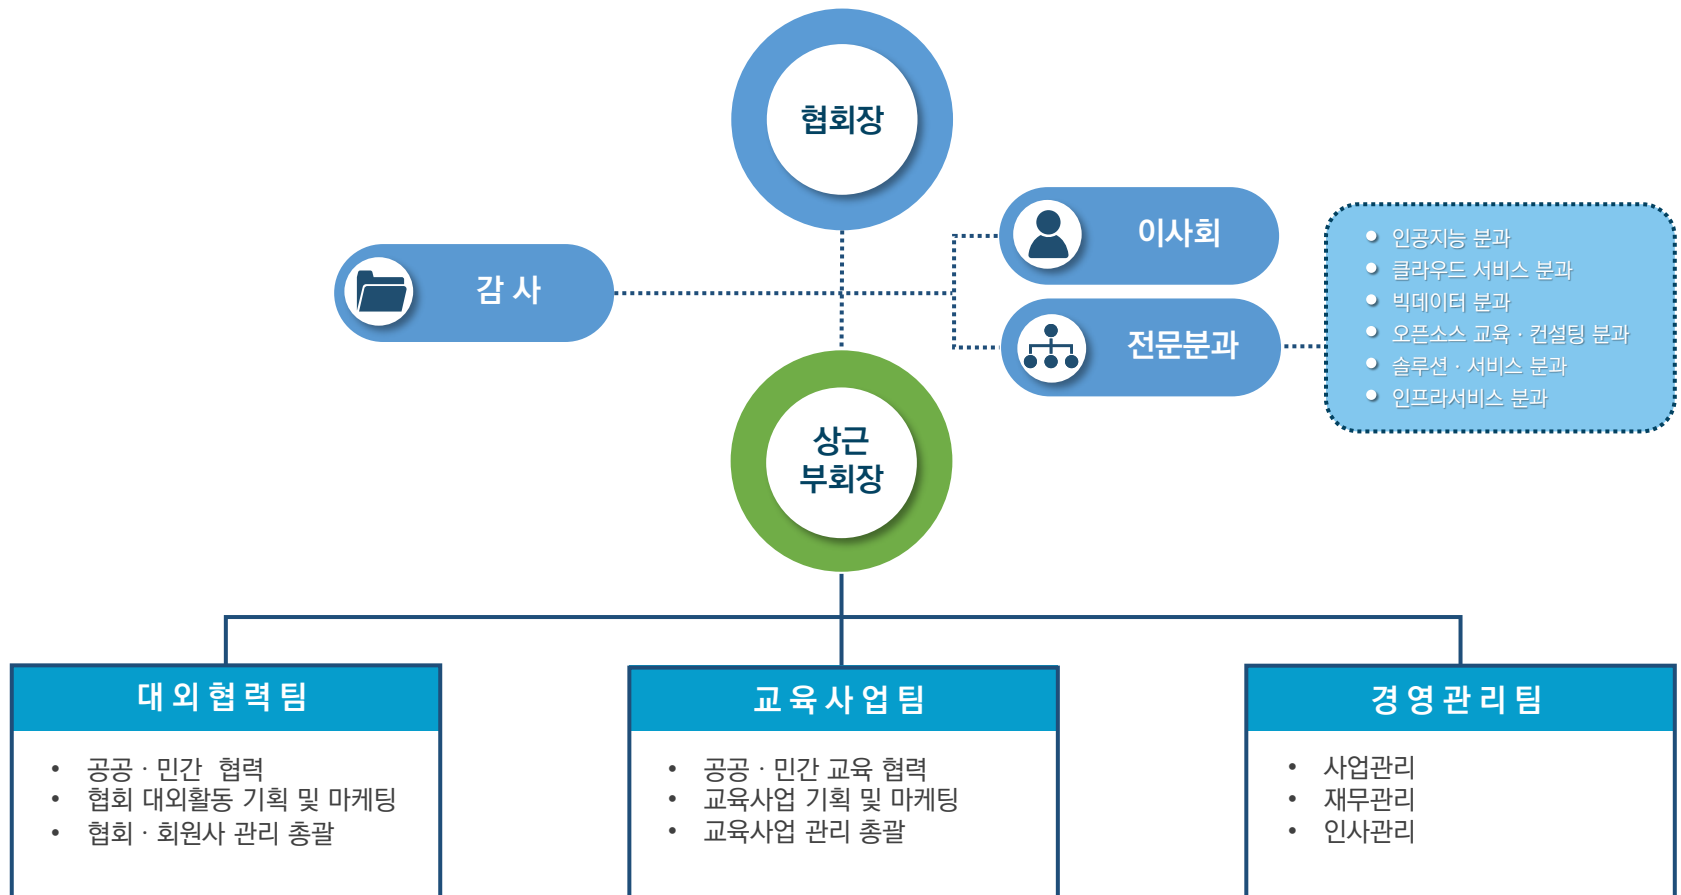 협회장
감 사
이사회
전문분과
인공지능 분과
클라우드 서비스 분과
빅데이터 분과
오픈소스 교육 · 컨설팅 분과
솔루션 · 서비스 분과
인프라서비스 분과
상근
부회장
대외협력팀
• 공공 · 민간 협력
• 협회 대외활동 기획 및 마케팅
• 협회 · 회원사 관리 총괄
교육사업팀
• 공공 · 민간 교육 협력
• 교육사업 기획 및 마케팅
• 교육사업 관리 총괄
경영관리팀
• 사업관리
• 재무관리
• 인사관리